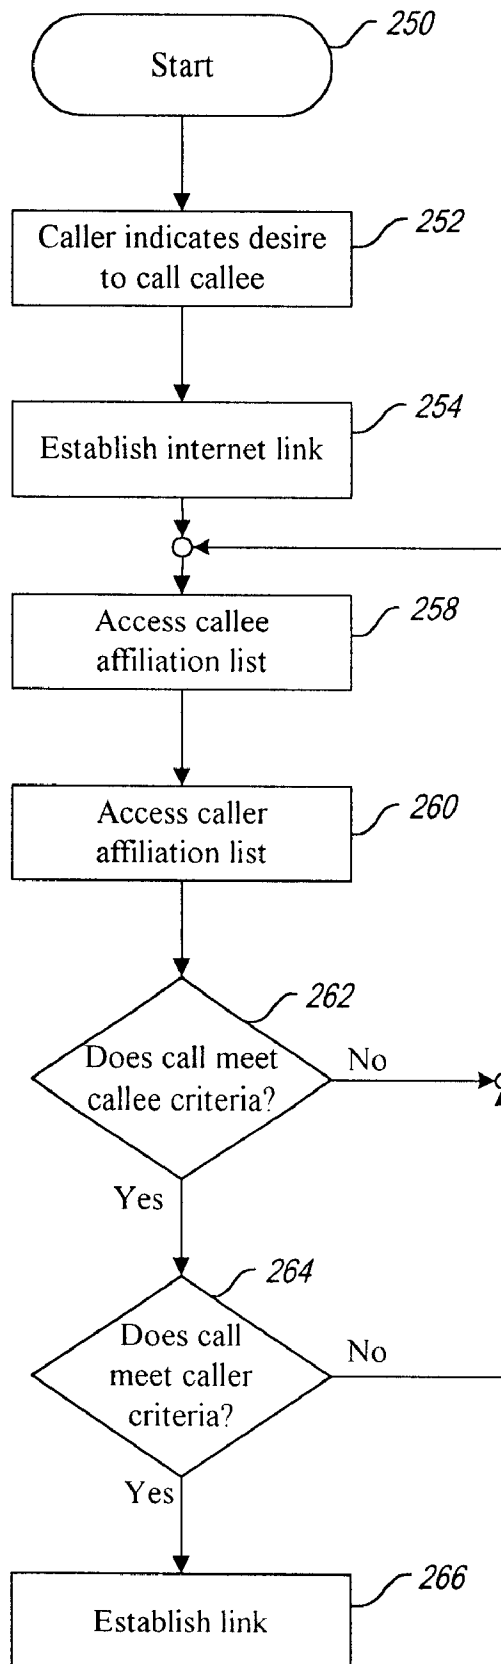 250
Start
252
Caller indicates desire
to call callee
254
Establish internet link
258
Access callee
affiliation list
260
Access caller
affiliation list
262
Does call meet
callee criteria?
No
Yes
264
Does call
meet caller
criteria?
No
Yes
266
Establish link